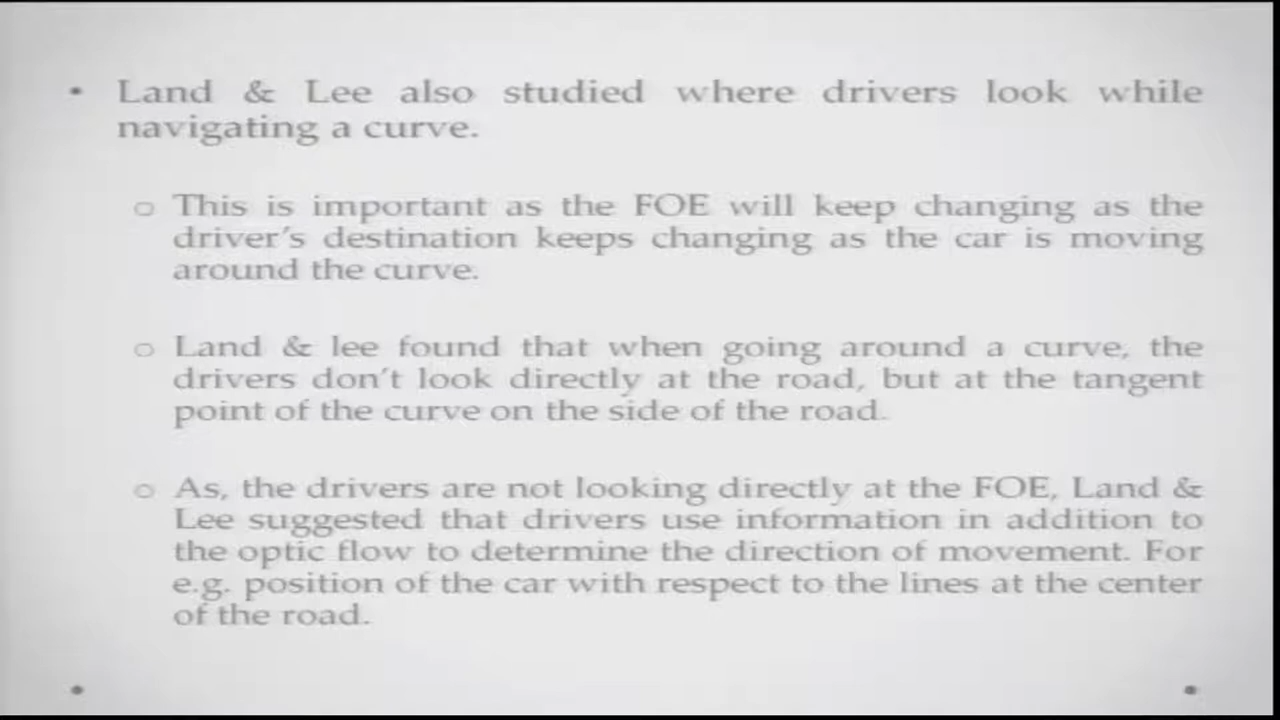 • Land & Lee also studied where drivers look while
navigating a curve.
o This is important as the FOE will keep changing as the
driver's destination keeps changing as the car is moving
around the curve.
o Land & lee found that when going around a curve, the
drivers don't look directly at the road, but at the tangent
point of the curve on the side of the road.
o As, the drivers are not looking directly at the FOE, Land &
Lee suggested that drivers use information in addition to
the optic flow to determine the direction of movement. For
e.g. position of the car with respect to the lines at the center
of the road.